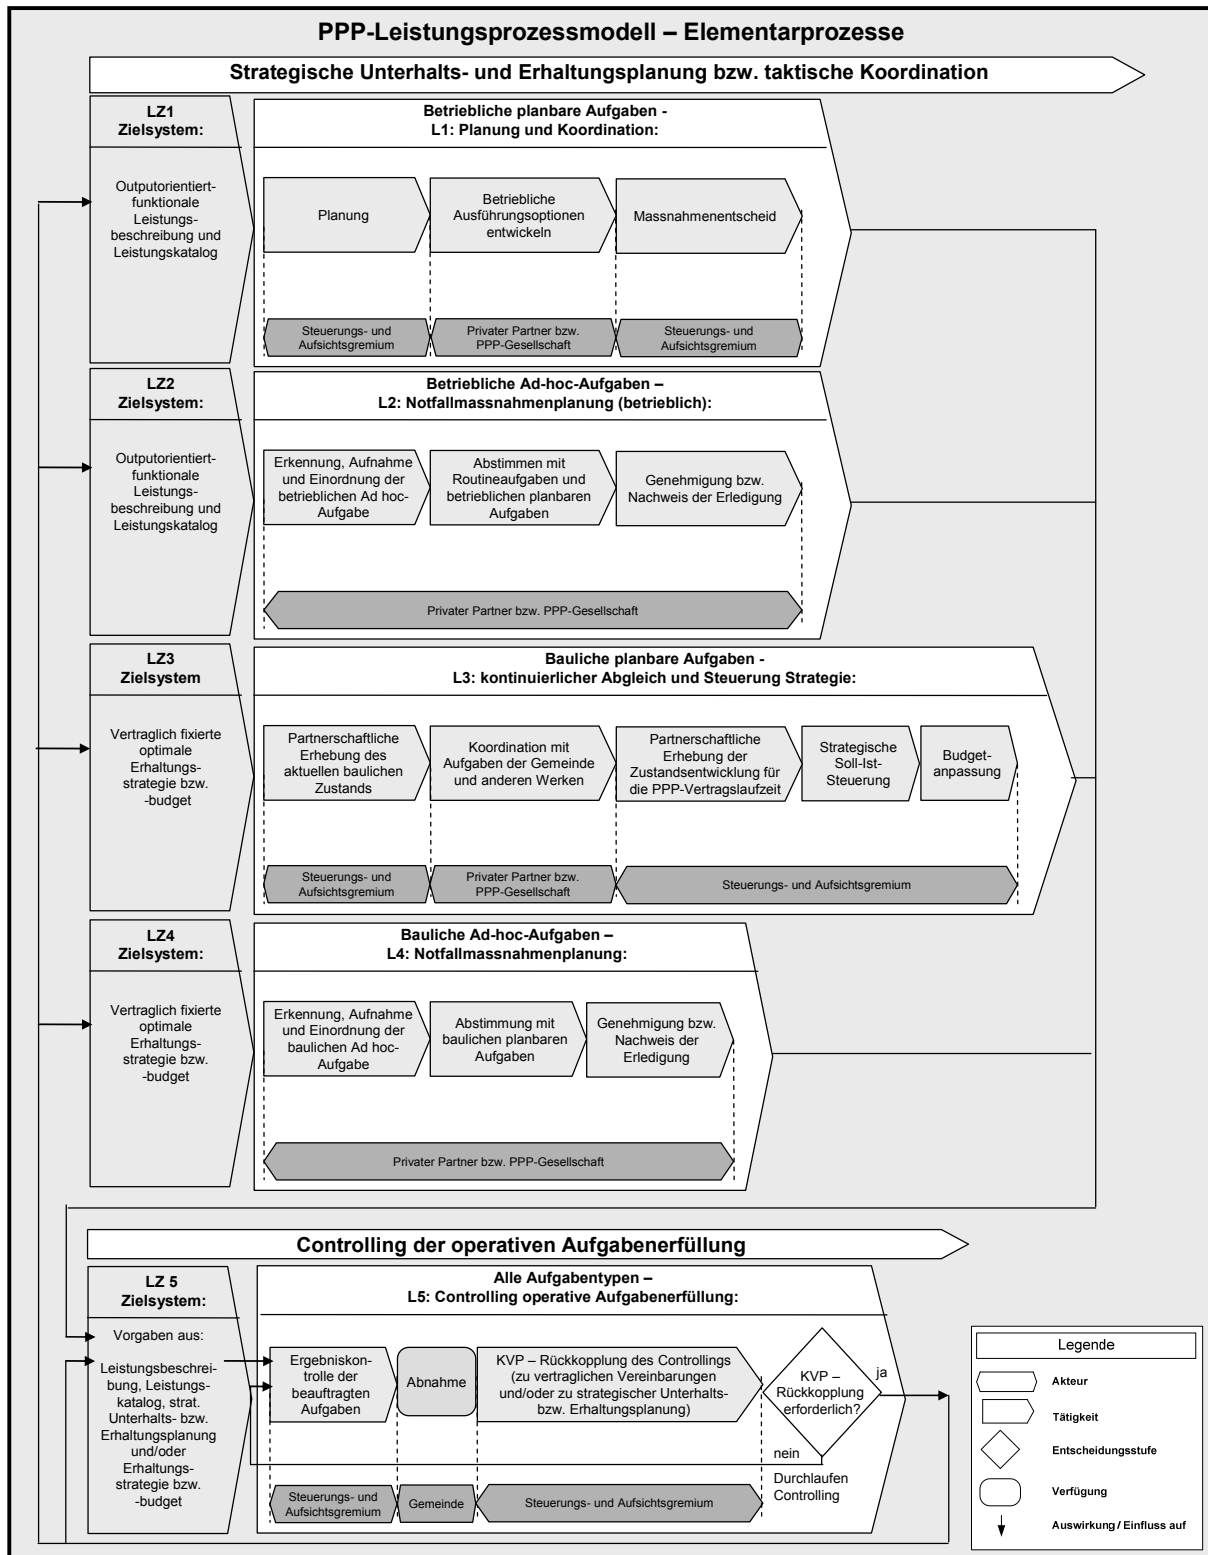 PPP-Leistungsprozessmodell – Elementarprozesse
Strategische Unterhalts- und Erhaltungsplanung bzw. taktische Koordination
LZ1
Zielsystem:
Outputorientiert-
funktionale
Leistungs-
beschreibung und
Leistungskatalog
Betriebliche planbare Aufgaben -
L1: Planung und Koordination:
Planung
Betriebliche
Ausführungsoptionen
entwickeln
Massnahmenentscheid
Steuerungs- und
Aufsichtsgremium
Privater Partner bzw.
PPP-Gesellschaft
Steuerungs- und
Aufsichtsgremium
LZ2
Zielsystem:
Outputorientiert-
funktionale
Leistungs-
beschreibung und
Leistungskatalog
Betriebliche Ad-hoc-Aufgaben –
L2: Notfallmassnahmenplanung (betrieblich):
Erkennung, Aufnahme
und Einordnung der
betrieblichen Ad hoc-
Aufgabe
Abstimmen mit
Routineaufgaben und
betrieblichen planbaren
Aufgaben
Genehmigung bzw.
Nachweis der Erledigung
Privater Partner bzw. PPP-Gesellschaft
LZ3
Zielsystem
Vertraglich fixierte
optimale
Erhaltungs-
strategie bzw.
-budget
Bauliche planbare Aufgaben -
L3: kontinuierlicher Abgleich und Steuerung Strategie:
Partnerschaftliche
Erhebung des
aktuellen baulichen
Zustands
Koordination mit
Aufgaben der Gemeinde
und anderen Werken
Partnerschaftliche
Erhebung der
Zustandsentwicklung für
die PPP-Vertragslaufzeit
Strategische
Soll-Ist-
Steuerung
Budget-
anpassung
Steuerungs- und
Aufsichtsgremium
Privater Partner bzw.
PPP-Gesellschaft
Steuerungs- und Aufsichtsgremium
LZ4
Zielsystem:
Vertraglich fixierte
optimale
Erhaltungs-
strategie bzw.
-budget
Bauliche Ad-hoc-Aufgaben –
L4: Notfallmassnahmenplanung:
Erkennung, Aufnahme
und Einordnung der
baulichen Ad hoc-
Aufgabe
Abstimmung mit
baulichen planbaren
Aufgaben
Genehmigung bzw.
Nachweis der
Erledigung
Privater Partner bzw. PPP-Gesellschaft
Controlling der operativen Aufgabenerfüllung
LZ 5
Zielsystem:
Vorgaben aus:
Leistungsbeschrei-
bung, Leistungs-
katalog, strat.
Unterhalts- bzw.
Erhaltungsplanung
und/oder
Erhaltungs-
strategie bzw.
-budget
Alle Aufgabentypen –
L5: Controlling operative Aufgabenerfüllung:
Ergebniskon-
trolle der
beauftragten
Aufgaben
Abnahme
KVP – Rückkopplung des Controllings
(zu vertraglichen Vereinbarungen
und/oder zu strategischer Unterhalts-
bzw. Erhaltungsplanung)
KVP –
Rückkopplung
erforderlich?
ja
nein
Durchlaufen
Controlling
Steuerungs- und
Aufsichtsgremium
Gemeinde
Steuerungs- und Aufsichtsgremium
Legende
Akteur
Tätigkeit
Entscheidungsstufe
Verfügung
Auswirkung / Einfluss auf